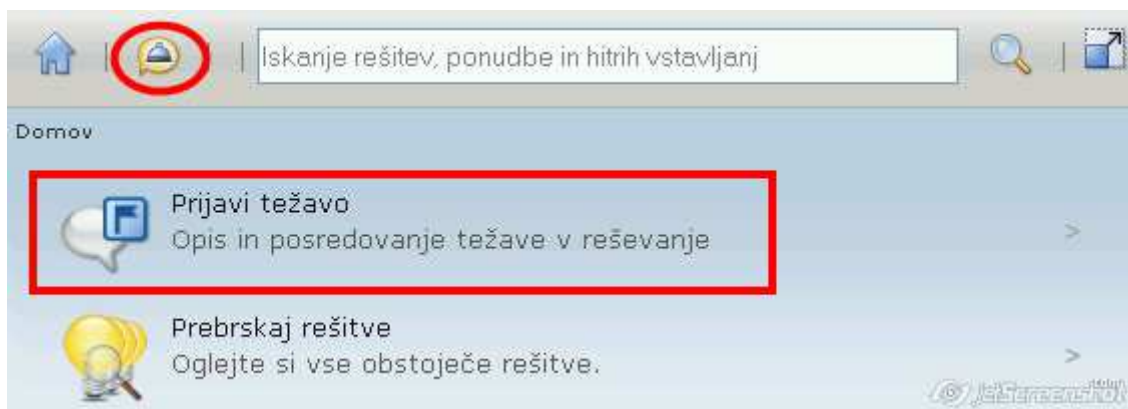 Iskanje rešitev, ponudbe in hitrih vstavljanj
Domov
Prijavi težavo
Opis in posredovanje težave v reševanje
>
Prebrskaj rešitve
Oglejte si vse obstoječe rešitve.
>
JetScreenshot